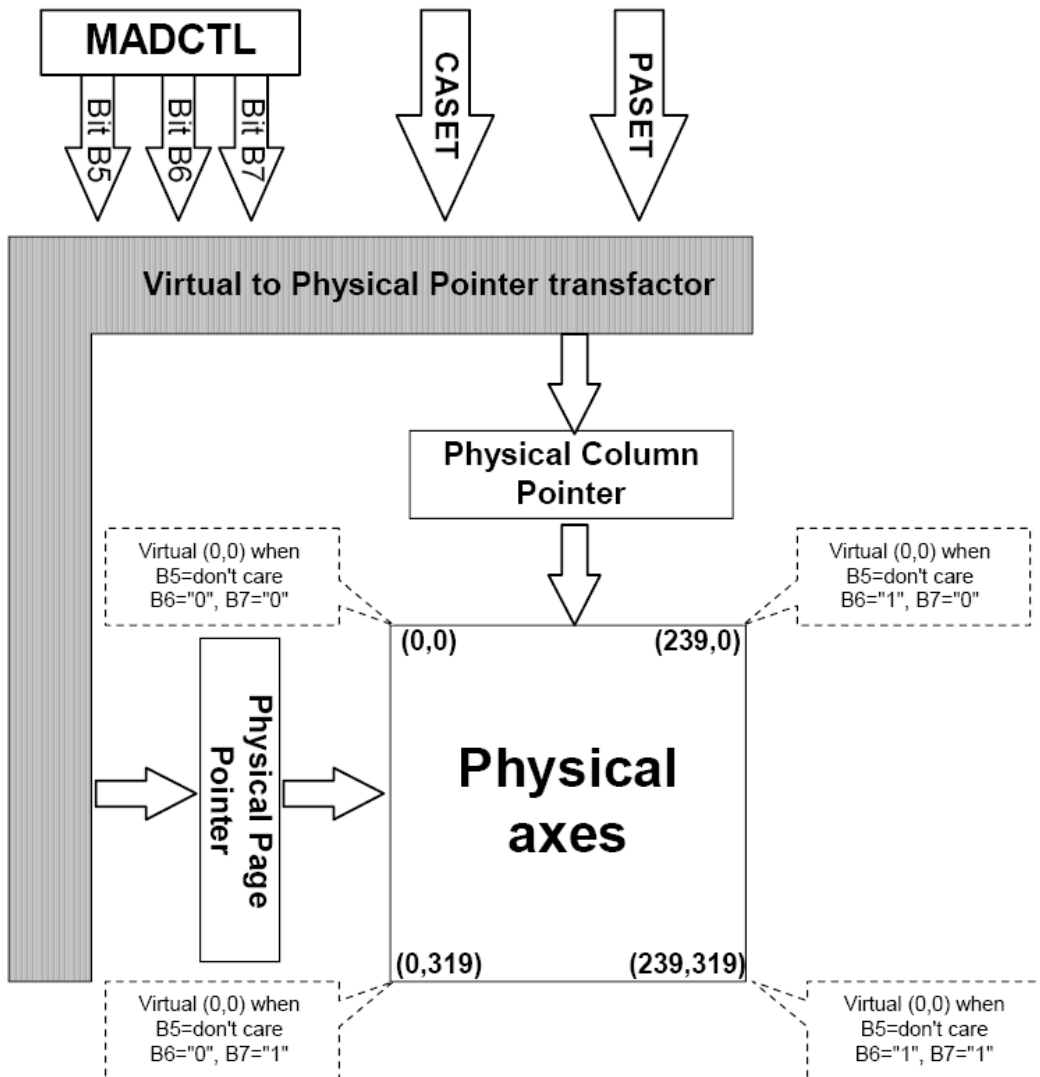 MADCTL
Bit B5
Bit B6
Bit B7
CASET
PASET
Virtual to Physical Pointer transfactor
Physical Column
Pointer
Virtual (0,0) when
B5=don't care
B6="0", B7="0"
Virtual (0,0) when
B5=don't care
B6="1", B7="0"
(0,0)
(239,0)
Physical Page
Pointer
Physical
axes
(0,319)
(239,319)
Virtual (0,0) when
B5=don't care
B6="0", B7="1"
Virtual (0,0) when
B5=don't care
B6="1", B7="1"